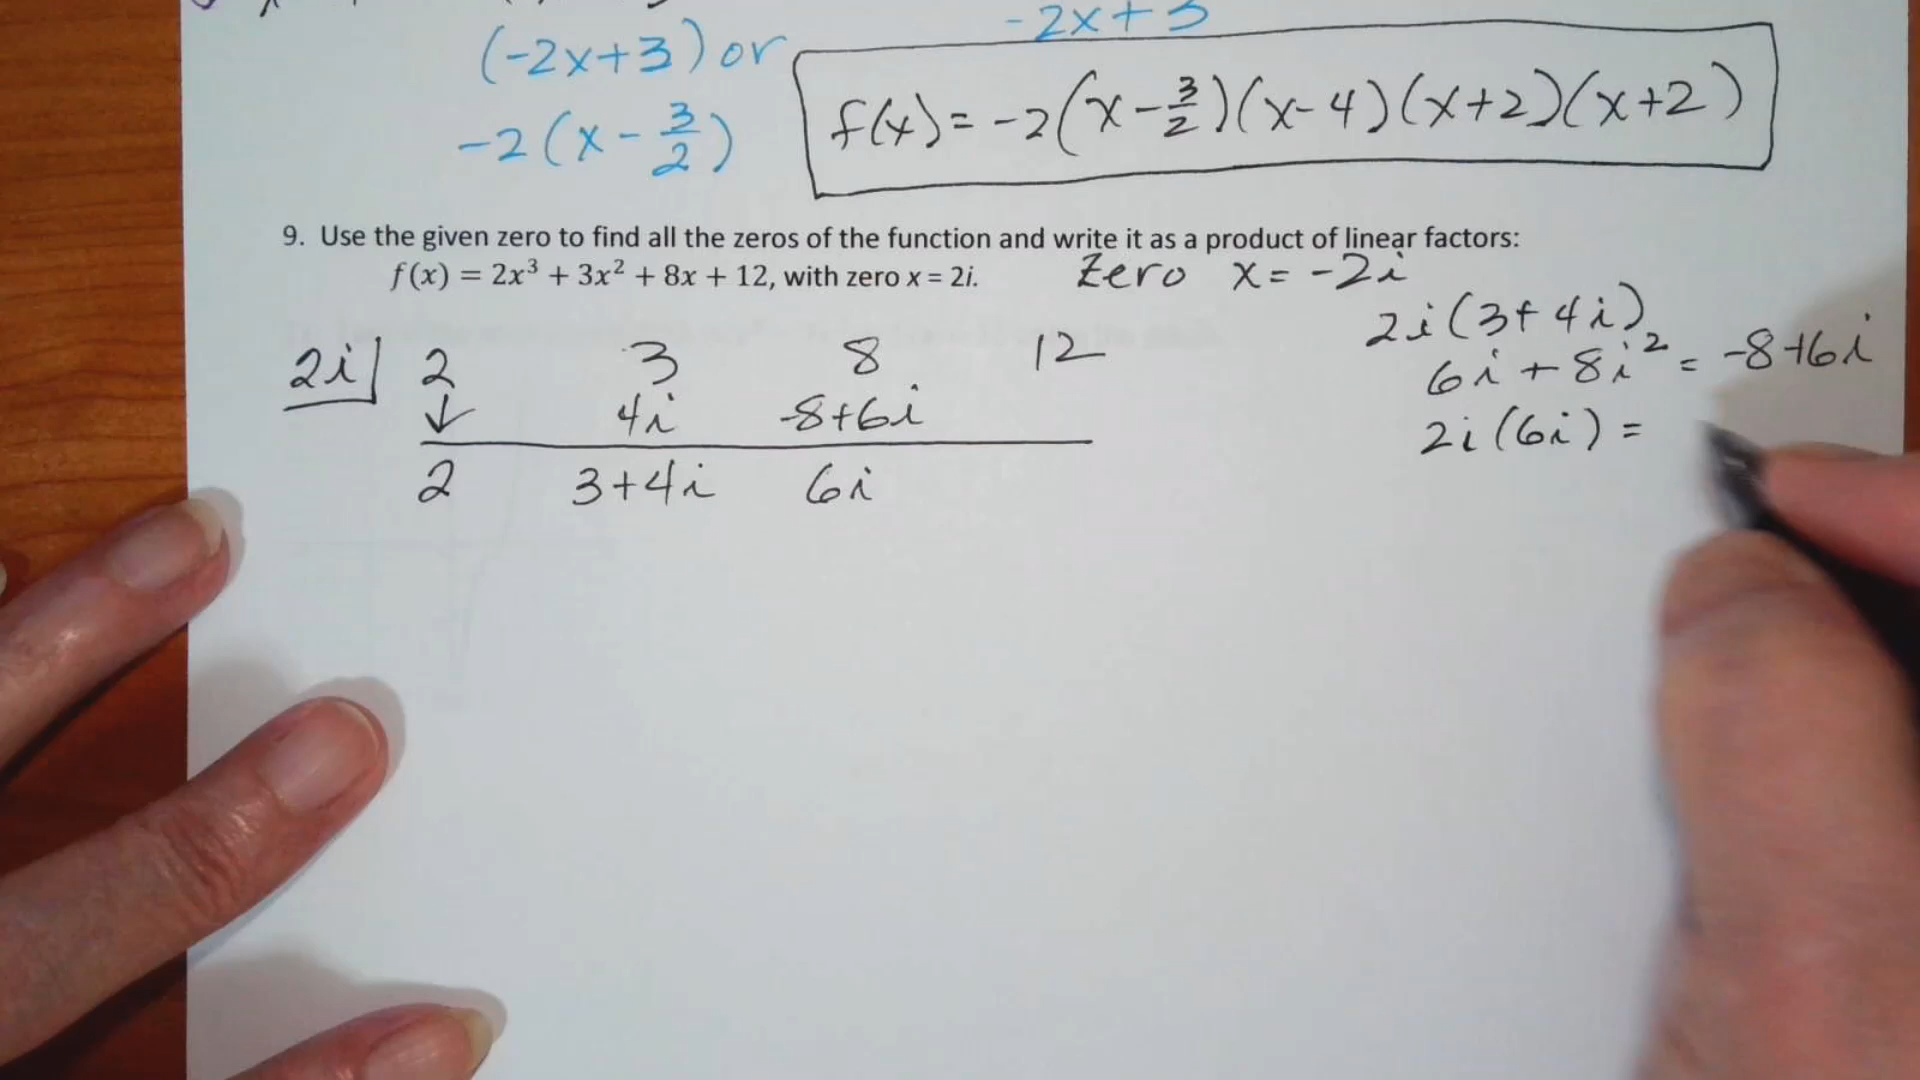 (-2x+3) or
-2(x-3/2)
-2x+3
f(x)= -2(x-3/2)(x-4)(x+2)(x+2)
9. Use the given zero to find all the zeros of the function and write it as a product of linear factors:
f(x) = 2x³ + 3x² + 8x + 12, with zero x = 2i.
Zero x= -2i
2i(3+4i)
6i + 8i² = -8+6i
2i(6i) =
2i| 2 3 8 12
↓ 4i -8+6i
2 3+4i 6i